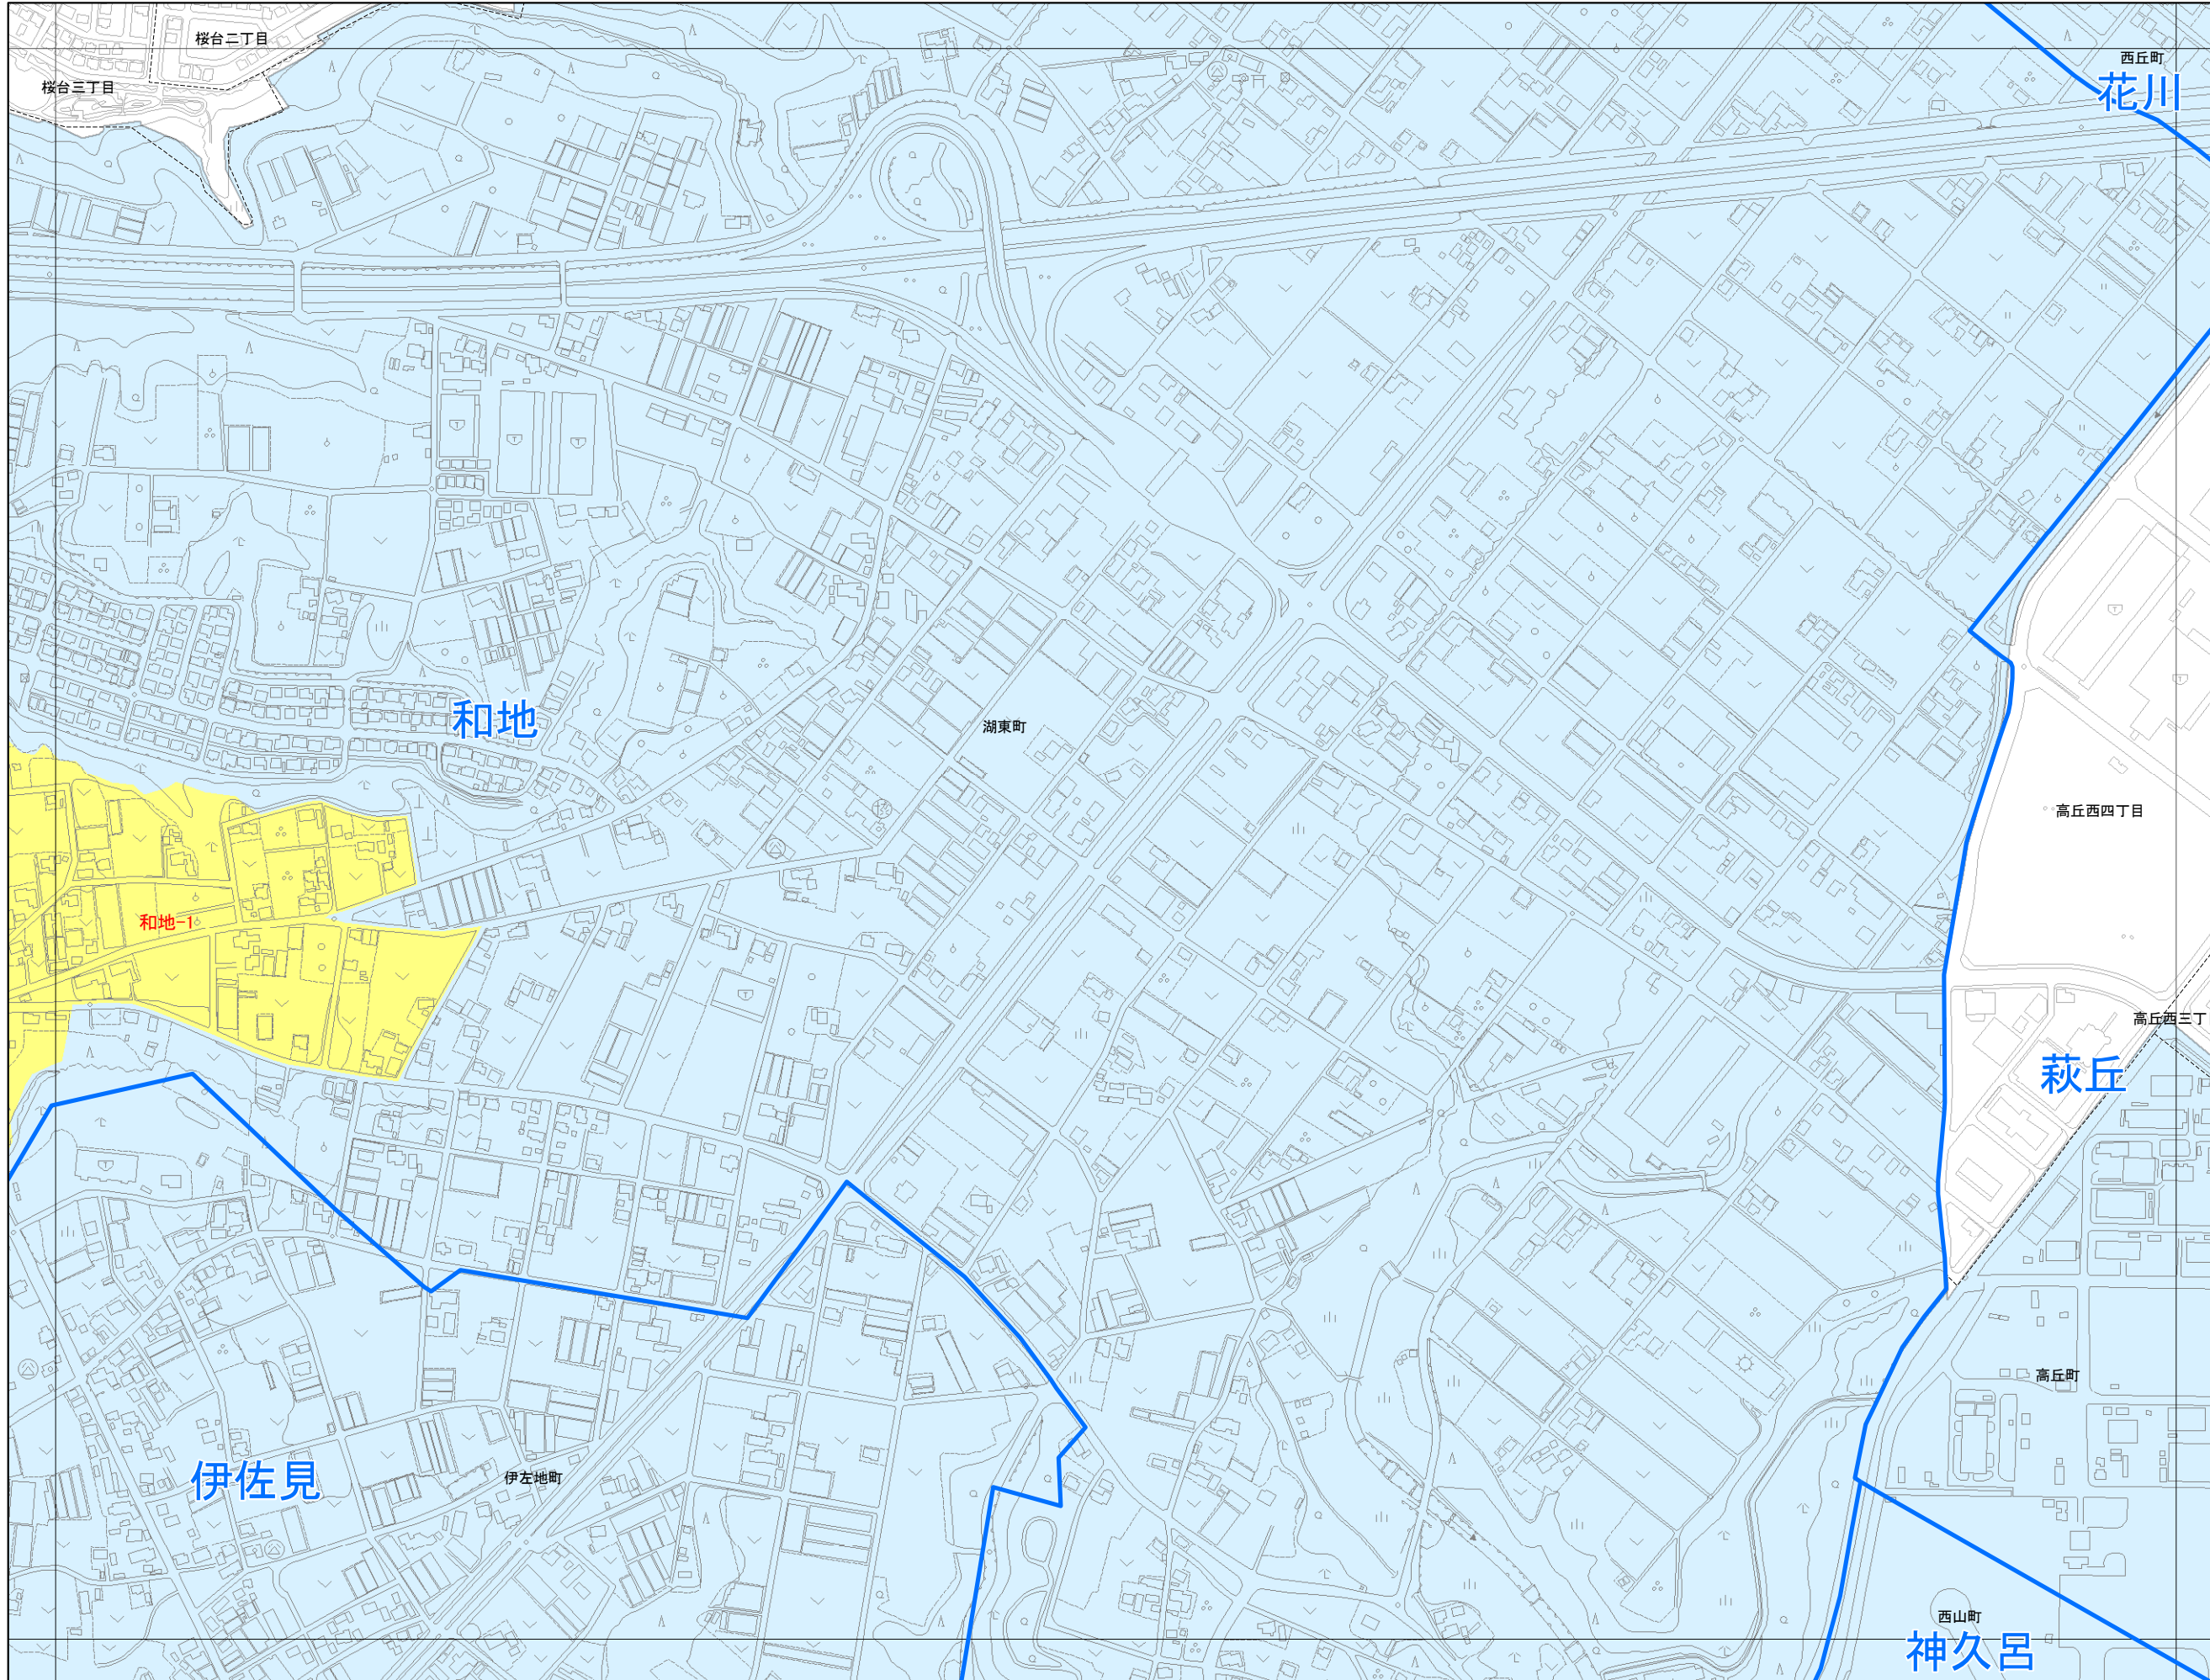 桜台二丁目
西丘町
桜台三丁目
花川
和地
湖東町
高丘西四丁目
和地-1
高丘西三丁
萩丘
高丘町
伊佐見
伊左地町
西山町
神久呂